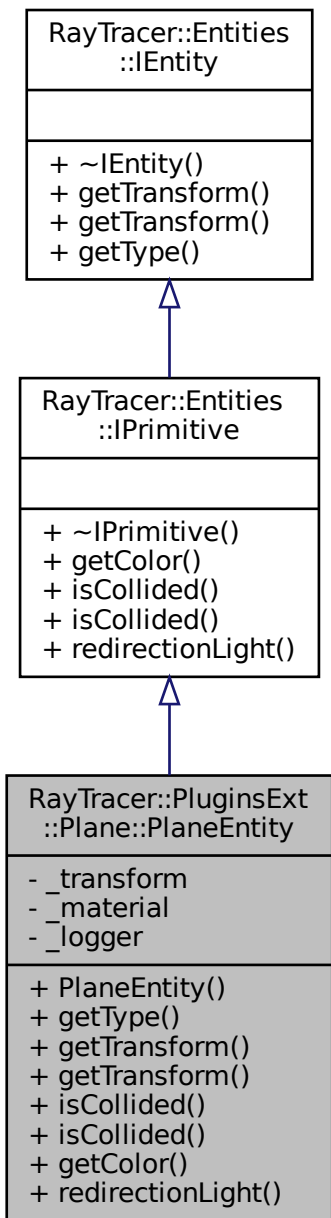 RayTracer::Entities
::IEntity
+ ~IEntity()
+ getTransform()
+ getTransform()
+ getType()
RayTracer::Entities
::IPrimitive
+ ~IPrimitive()
+ getColor()
+ isCollided()
+ isCollided()
+ redirectionLight()
RayTracer::PluginsExt
::Plane::PlaneEntity
- _transform
- _material
- _logger
+ PlaneEntity()
+ getType()
+ getTransform()
+ getTransform()
+ isCollided()
+ isCollided()
+ getColor()
+ redirectionLight()